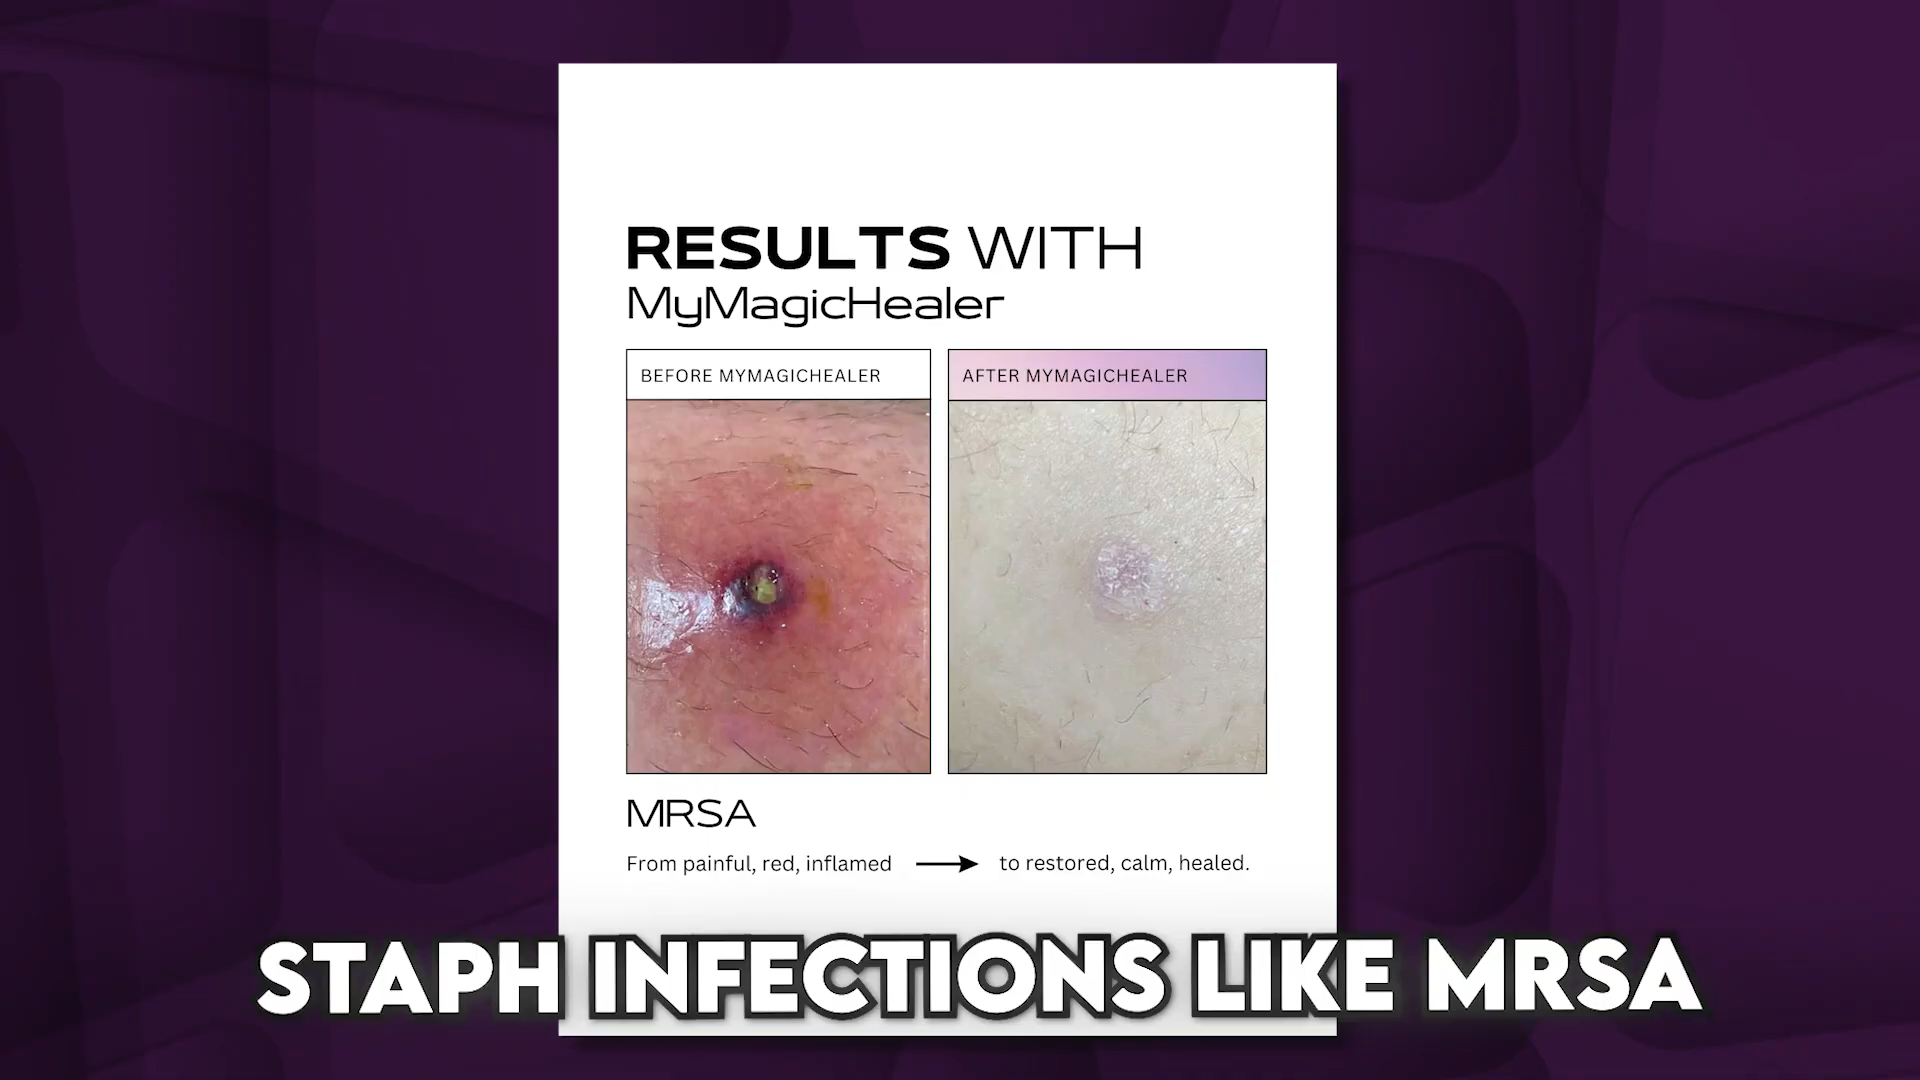 RESULTS WITH
MyMagicHealer
BEFORE MYMAGICHEALER
AFTER MYMAGICHEALER
MRSA
From painful, red, inflamed
to restored, calm, healed.
STAPH INFECTIONS LIKE MRSA